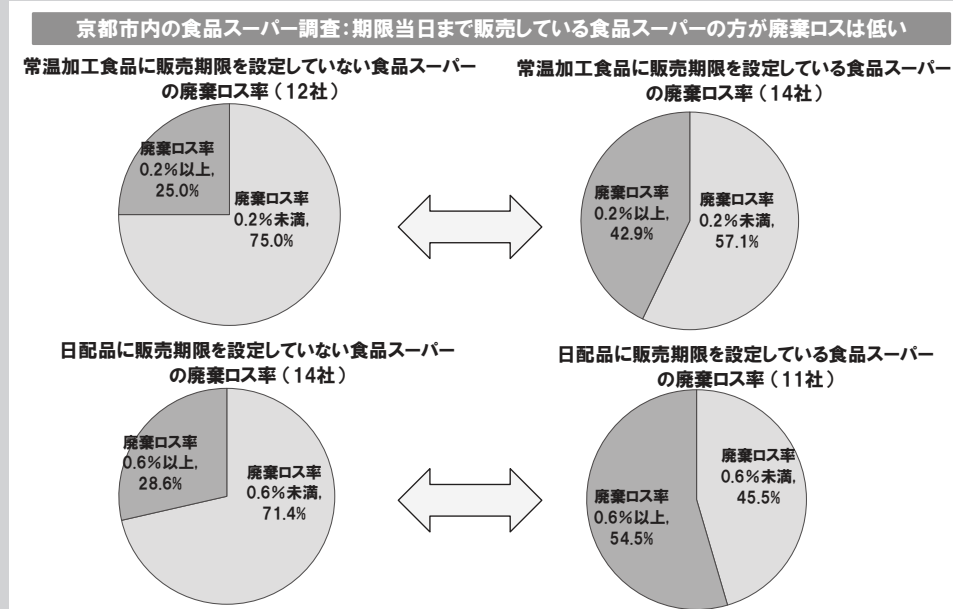 京都市内の食品スーパー調査：期限当日まで販売している食品スーパーの方が廃棄ロスは低い
常温加工食品に販売期限を設定していない食品スーパー
の廃棄ロス率（12社）
廃棄ロス率
0.2%以上,
25.0%
廃棄ロス率
0.2%未満,
75.0%
常温加工食品に販売期限を設定している食品スーパー
の廃棄ロス率（14社）
廃棄ロス率
0.2%以上,
42.9%
廃棄ロス率
0.2%未満,
57.1%
日配品に販売期限を設定していない食品スーパー
の廃棄ロス率（14社）
廃棄ロス率
0.6%以上,
28.6%
廃棄ロス率
0.6%未満,
71.4%
日配品に販売期限を設定している食品スーパー
の廃棄ロス率（11社）
廃棄ロス率
0.6%以上,
54.5%
廃棄ロス率
0.6%未満,
45.5%